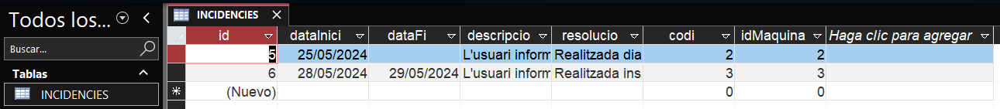 Todos los...
Buscar...
Tablas
INCIDENCIES
INCIDENCIES
id dataInici dataFi descripcio resolucio codi idMaquina Haga clic para agregar
5 25/05/2024 L'usuari inform Realitzada dia 2 2
6 28/05/2024 29/05/2024 L'usuari inform Realitzada ins 3 3
(Nuevo) 0 0